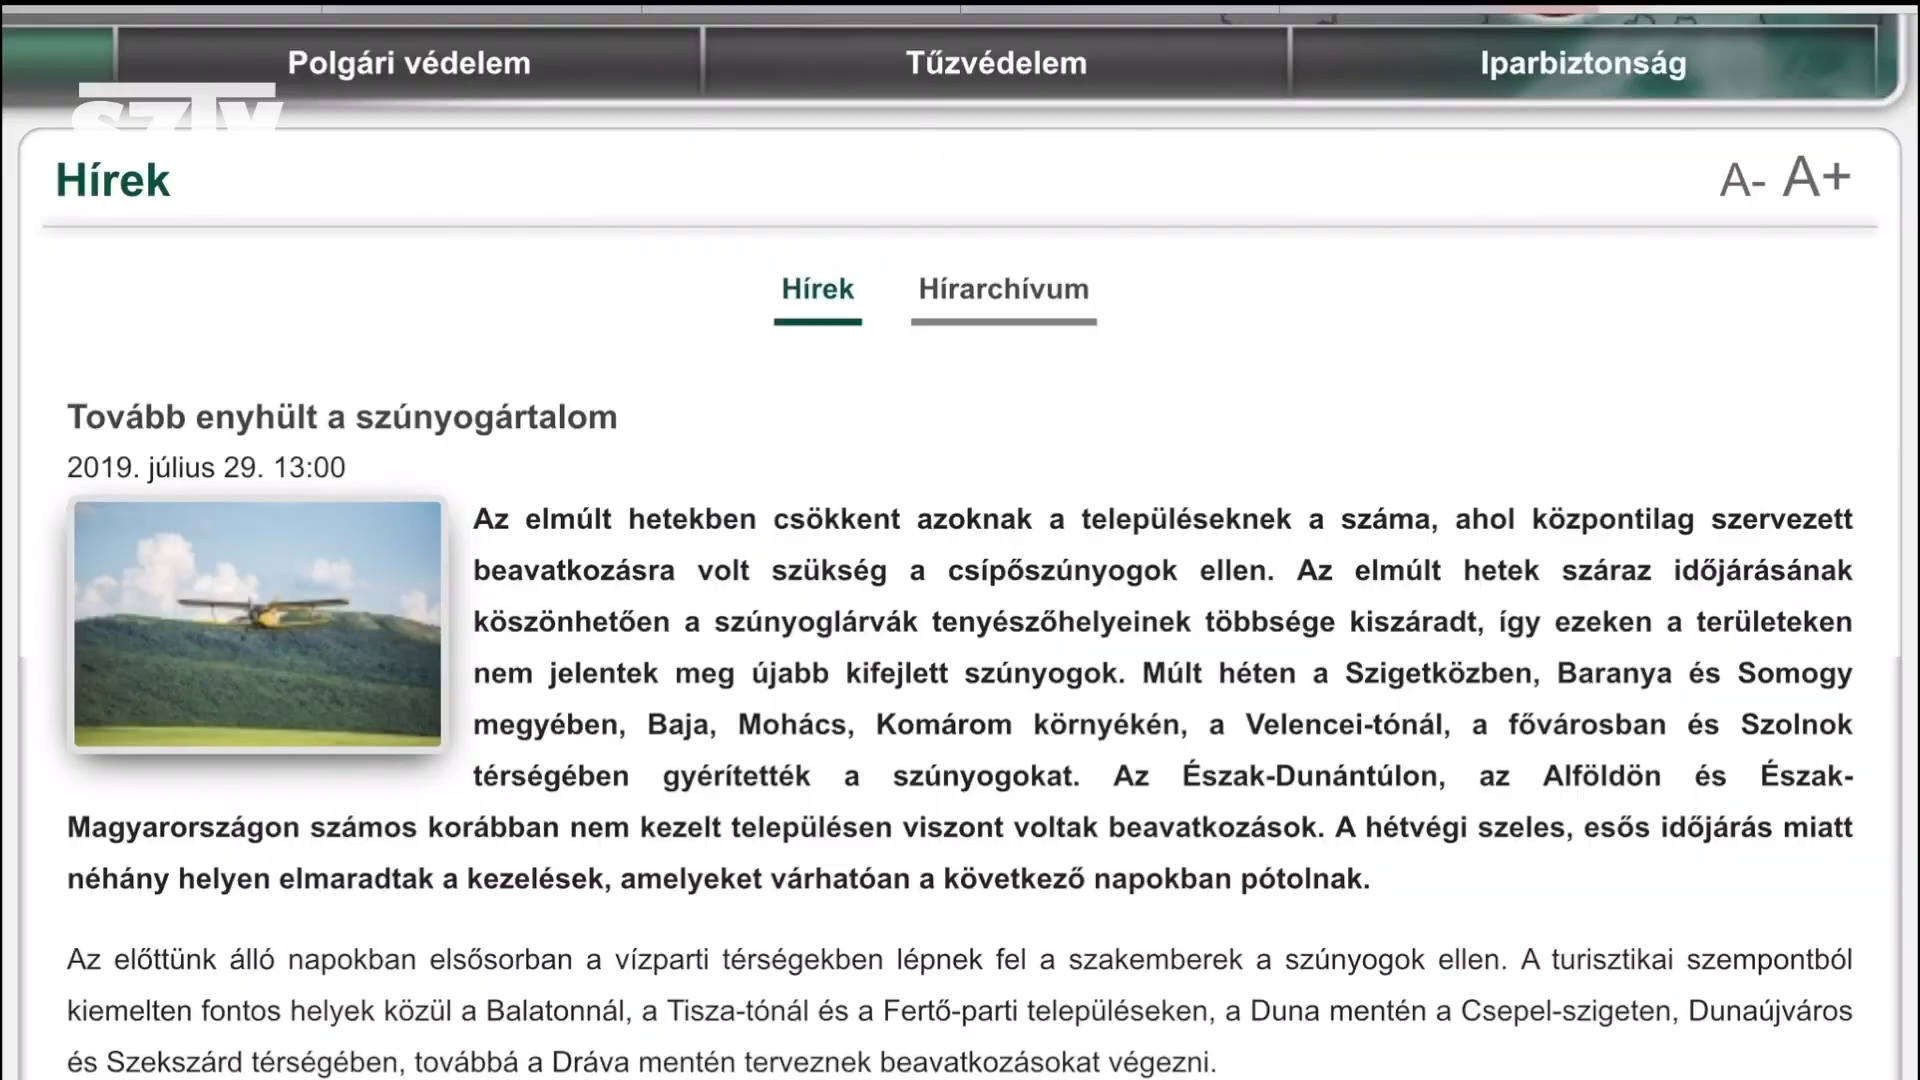 Polgári védelem
Tűzvédelem
Iparbiztonság
SZTV
Hírek
A- A+
Hírek
Hírarchívum
Tovább enyhült a szúnyogártalom
2019. július 29. 13:00
Az elmúlt hetekben csökkent azoknak a településeknek a száma, ahol központilag szervezett
beavatkozásra volt szükség a csípőszúnyogok ellen. Az elmúlt hetek száraz időjárásának
köszönhetően a szúnyoglárvák tenyészőhelyeinek többsége kiszáradt, így ezeken a területeken
nem jelentek meg újabb kifejlett szúnyogok. Múlt héten a Szigetközben, Baranya és Somogy
megyében, Baja, Mohács, Komárom környékén, a Velencei-tónál, a fővárosban és Szolnok
térségében gyérítették a szúnyogokat. Az Észak-Dunántúlon, az Alföldön és Észak-
Magyarországon számos korábban nem kezelt településen viszont voltak beavatkozások. A hétvégi szeles, esős időjárás miatt
néhány helyen elmaradtak a kezelések, amelyeket várhatóan a következő napokban pótolnak.
Az előttünk álló napokban elsősorban a vízparti térségekben lépnek fel a szakemberek a szúnyogok ellen. A turisztikai szempontból
kiemelten fontos helyek közül a Balatonnál, a Tisza-tónál és a Fertő-parti településeken, a Duna mentén a Csepel-szigeten, Dunaújváros
és Szekszárd térségében, továbbá a Dráva mentén terveznek beavatkozásokat végezni.